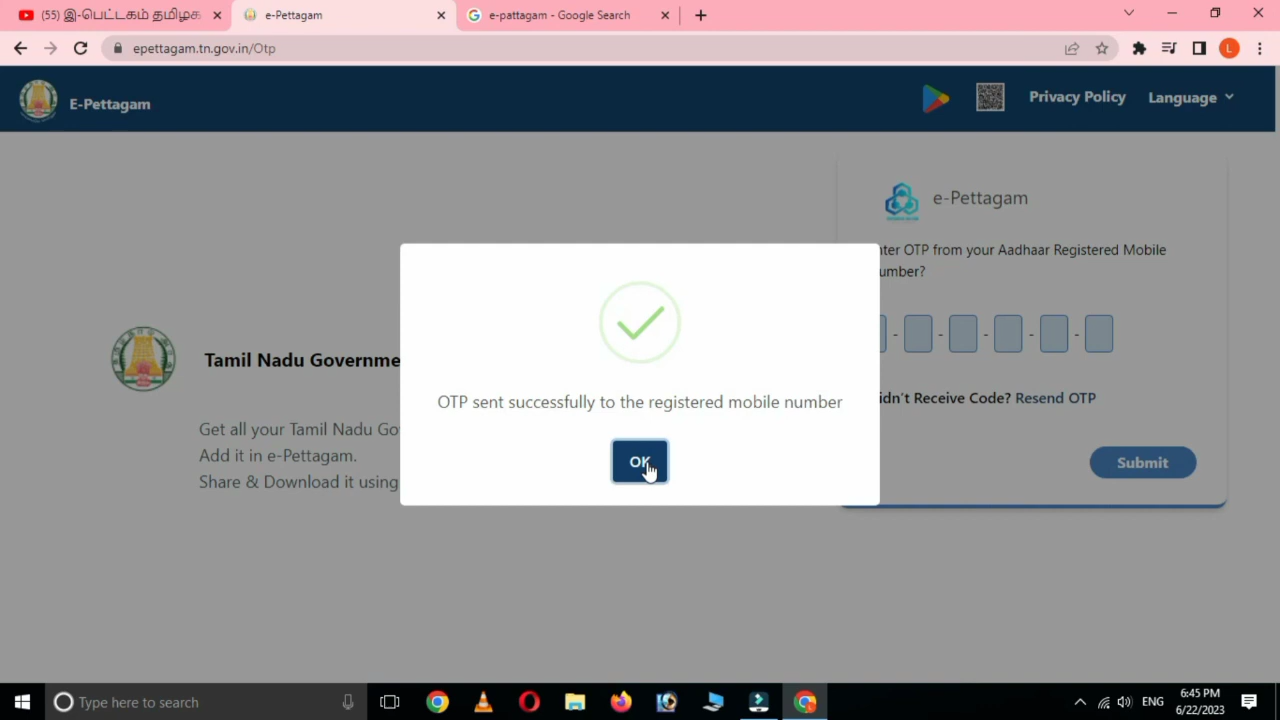 (55) இ-பெட்டகம் தமிழக
e-Pettagam
e-pattagam - Google Search
epettagam.tn.gov.in/Otp
L
E-Pettagam
Privacy Policy
Language
e-Pettagam
ter OTP from your Aadhaar Registered Mobile
umber?
- - - - -
Tamil Nadu Governme
OTP sent successfully to the registered mobile number
idn't Receive Code? Resend OTP
Get all your Tamil Nadu Go
Add it in e-Pettagam.
Share & Download it using
OK
Submit
Type here to search
ENG
6:45 PM
6/22/2023